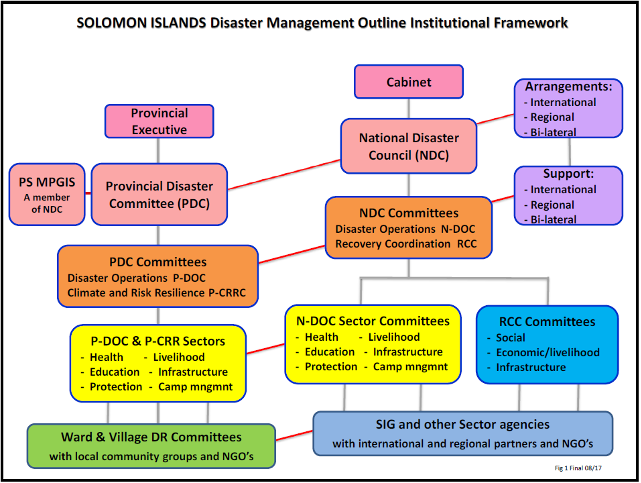 SOLOMON ISLANDS Disaster Management Outline Institutional Framework
Cabinet
Arrangements:
- International
- Regional
- Bi-lateral
Provincial
Executive
National Disaster
Council (NDC)
PS MPGIS
A member
of NDC
Provincial Disaster
Committee (PDC)
Support:
- International
- Regional
- Bi-lateral
NDC Committees
Disaster Operations N-DOC
Recovery Coordination RCC
PDC Committees
Disaster Operations P-DOC
Climate and Risk Resilience P-CRRC
P-DOC & P-CRR Sectors
- Health - Livelihood
- Education - Infrastructure
- Protection - Camp mngmnt
N-DOC Sector Committees
- Health - Livelihood
- Education - Infrastructure
- Protection - Camp mngmnt
RCC Committees
- Social
- Economic/livelihood
- Infrastructure
Ward & Village DR Committees
with local community groups and NGO's
SIG and other Sector agencies
with international and regional partners and NGO's
Fig 1 Final 08/17